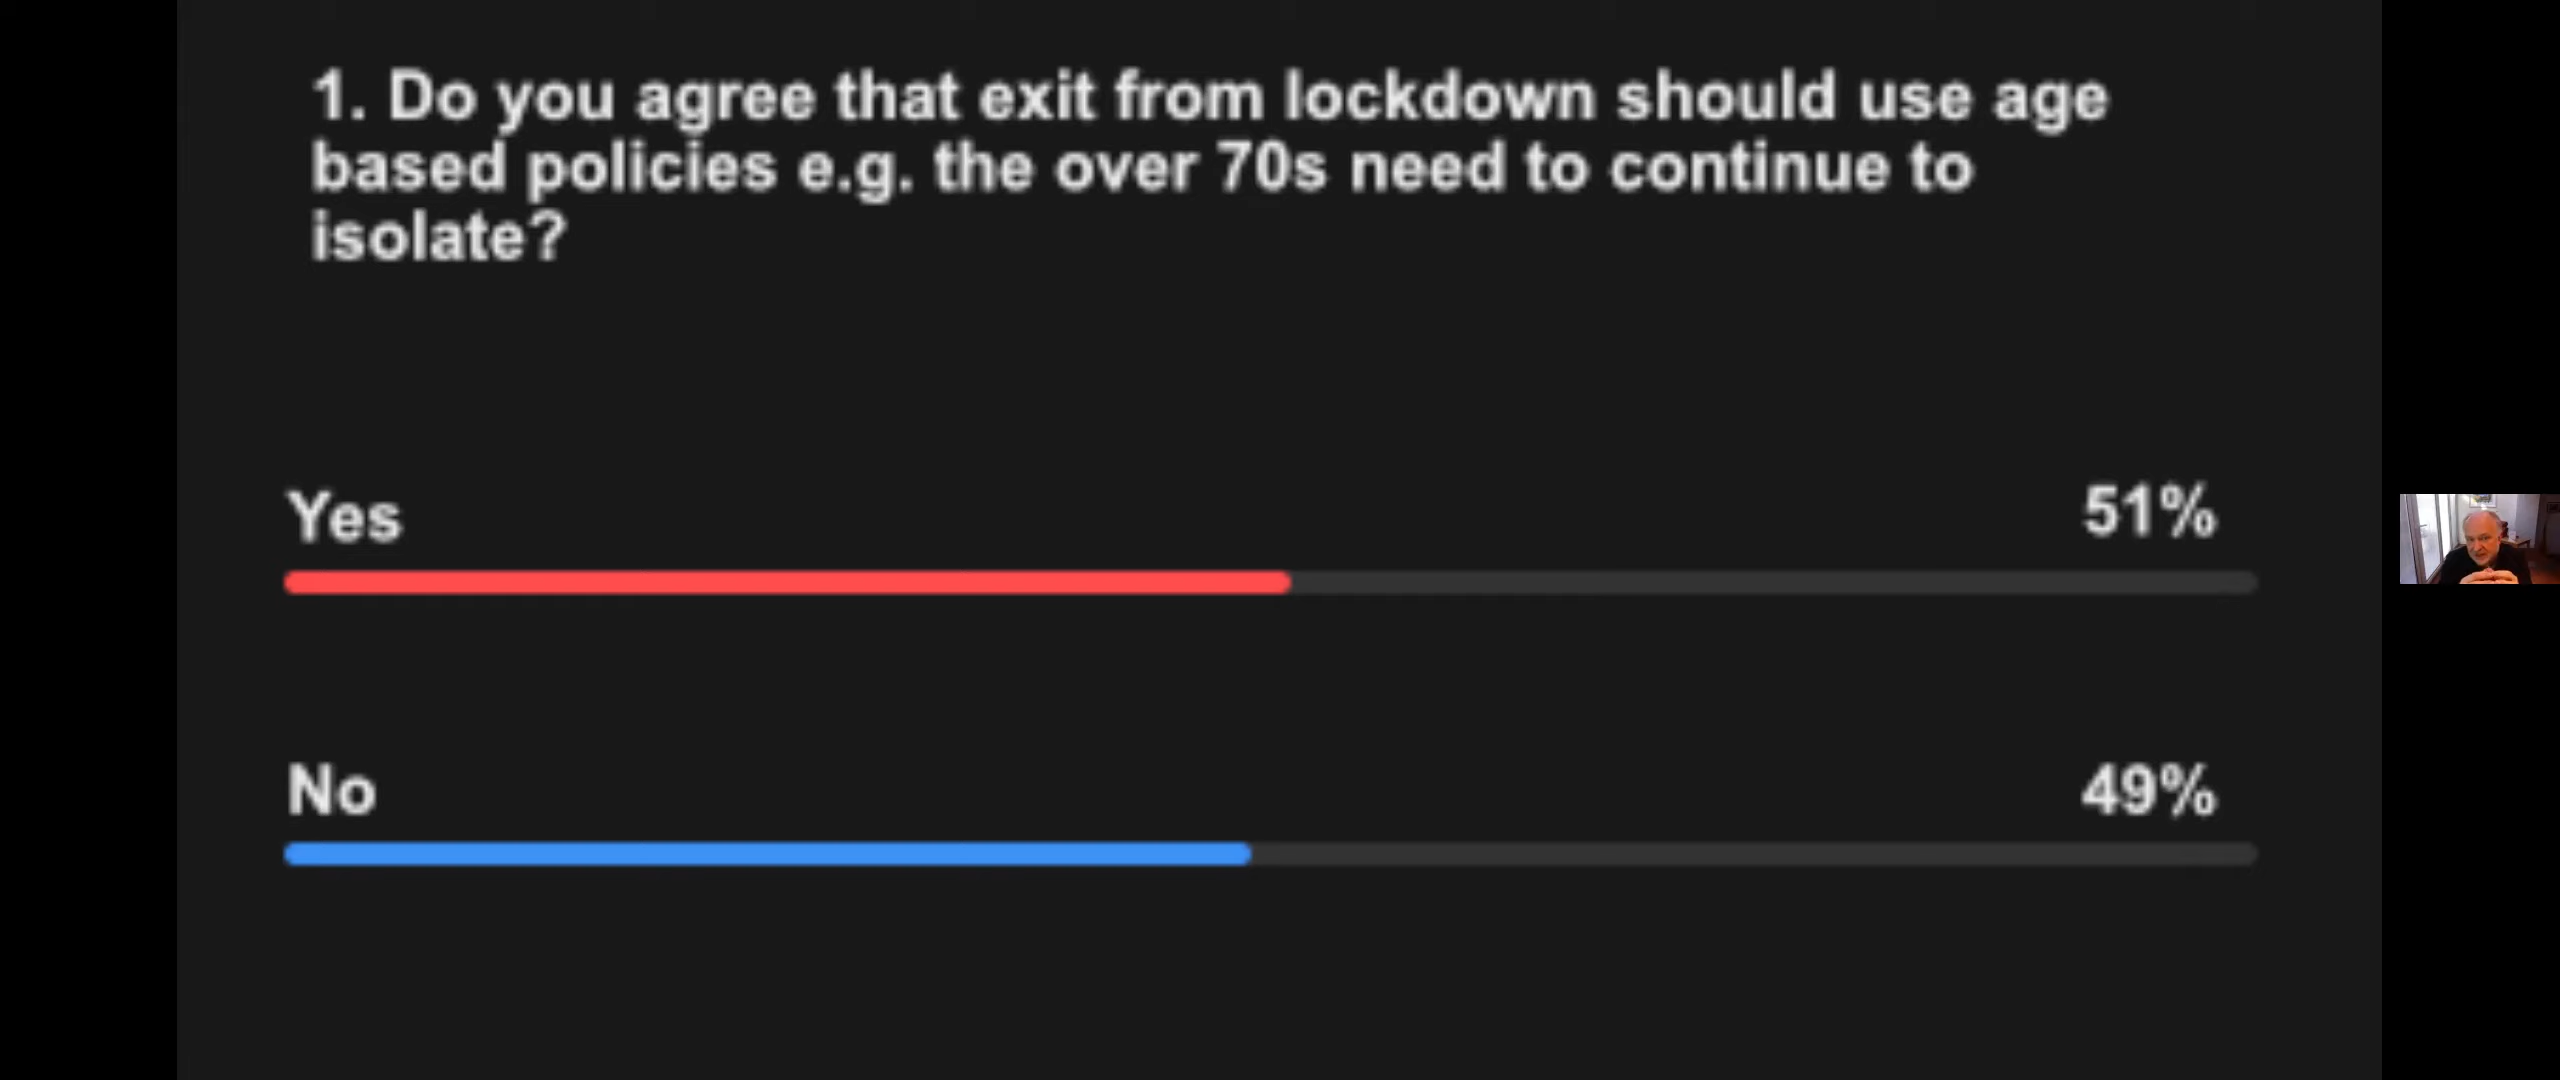 1. Do you agree that exit from lockdown should use age
based policies e.g. the over 70s need to continue to
isolate?
Yes
51%
No
49%